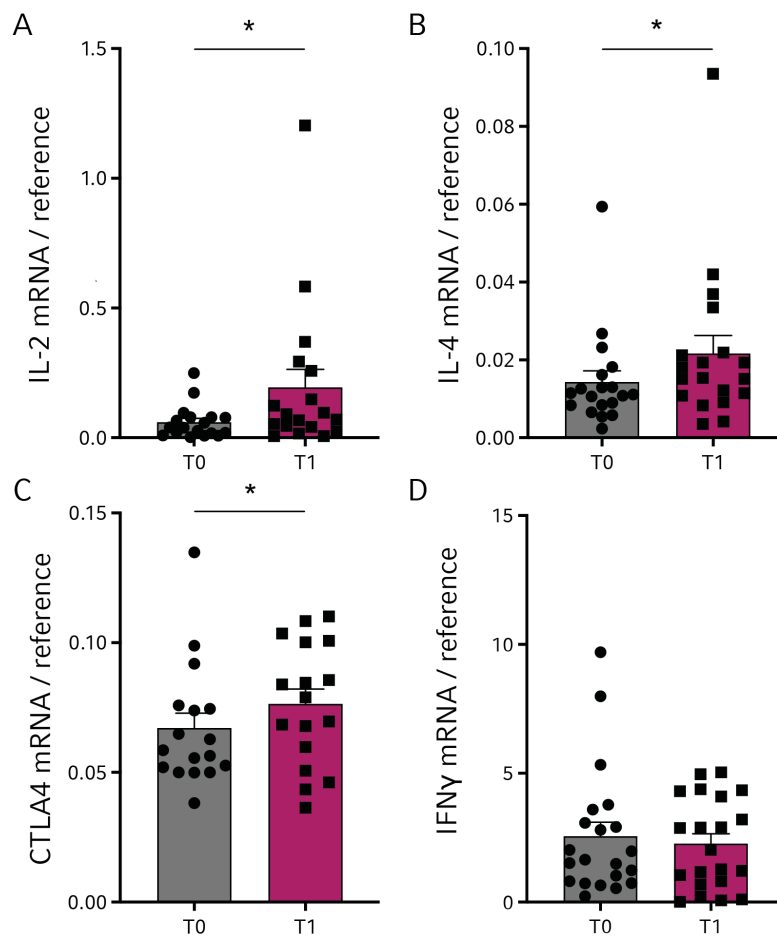 A
*
1.5
1.0
0.5
0.0
IL-2 mRNA / reference
T0
T1
B
*
0.10
0.08
0.06
0.04
0.02
0.00
IL-4 mRNA / reference
T0
T1
C
*
0.15
0.10
0.05
0.00
CTLA4 mRNA / reference
T0
T1
D
15
10
5
0
IFNγ mRNA / reference
T0
T1